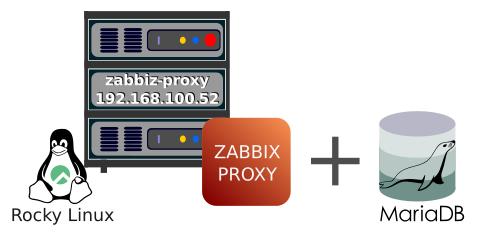 zabbiz-proxy
192.168.100.52
ZABBIX
PROXY
Rocky Linux
MariaDB